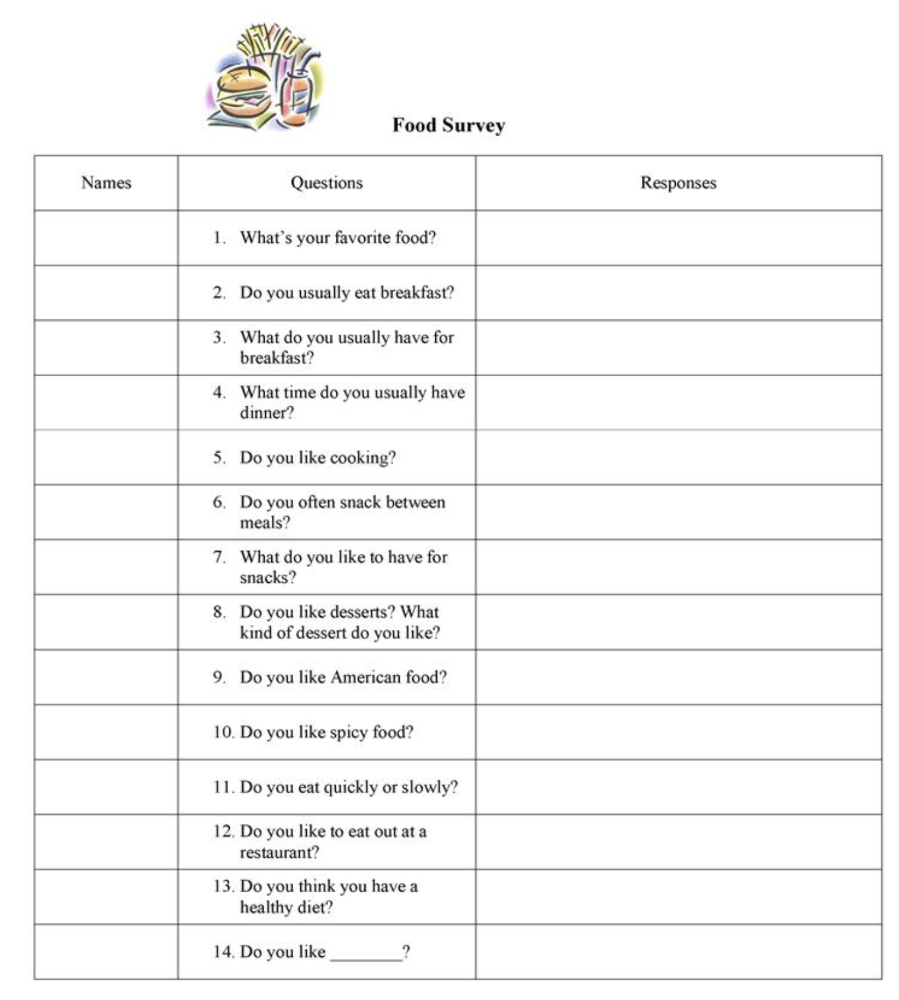 Food Survey
Names
Questions
Responses
1. What's your favorite food?
2. Do you usually eat breakfast?
3. What do you usually have for
breakfast?
4. What time do you usually have
dinner?
5. Do you like cooking?
6. Do you often snack between
meals?
7. What do you like to have for
snacks?
8. Do you like desserts? What
kind of dessert do you like?
9. Do you like American food?
10. Do you like spicy food?
11. Do you eat quickly or slowly?
12. Do you like to eat out at a
restaurant?
13. Do you think you have a
healthy diet?
14. Do you like ________?